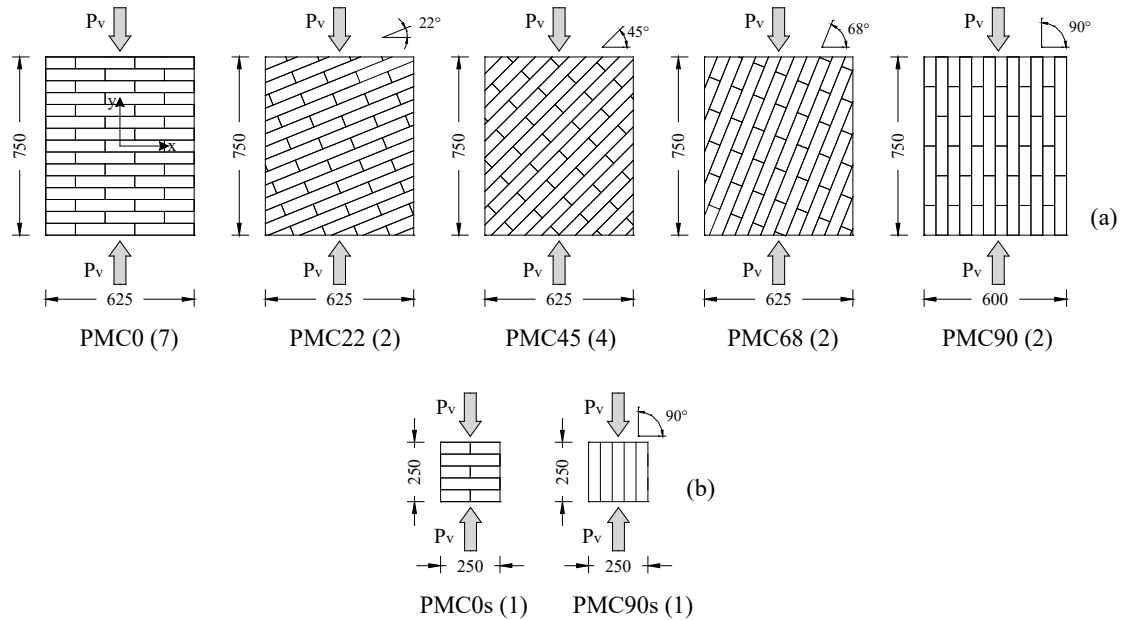 Pv Pv 22° Pv 45° Pv 68° Pv 90°
y
x
750 750 750 750 750
(a)
Pv Pv Pv Pv Pv
625 625 625 625 600
PMC0 (7) PMC22 (2) PMC45 (4) PMC68 (2) PMC90 (2)
Pv Pv 90°
250 250
(b)
Pv Pv
250 250
PMC0s (1) PMC90s (1)